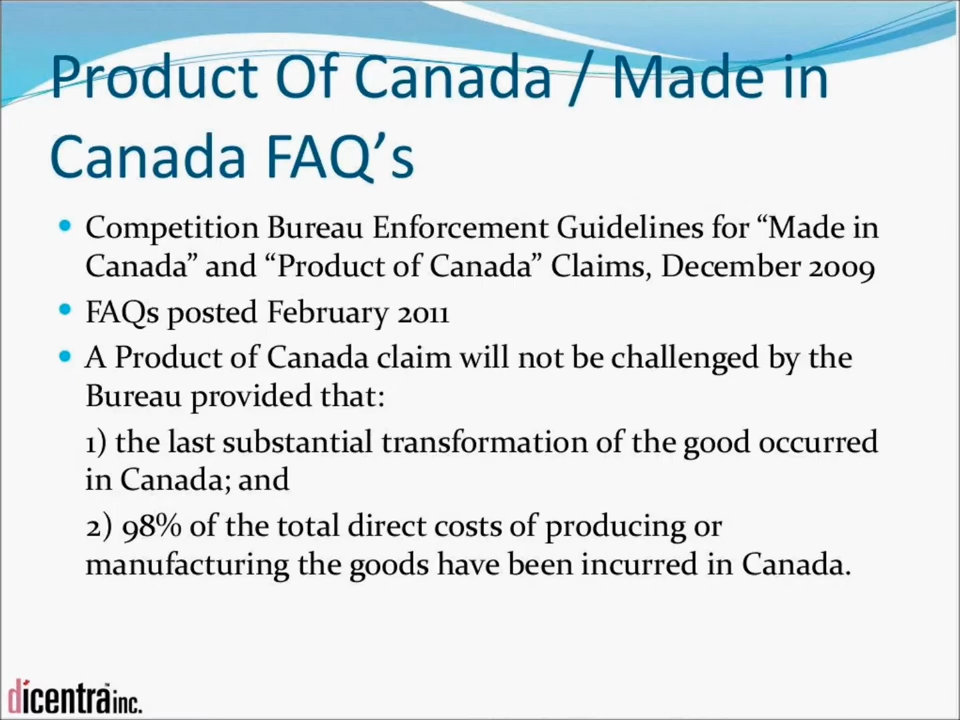 Product Of Canada / Made in
Canada FAQ’s
• Competition Bureau Enforcement Guidelines for “Made in
Canada” and “Product of Canada” Claims, December 2009
• FAQs posted February 2011
• A Product of Canada claim will not be challenged by the
Bureau provided that:
1) the last substantial transformation of the good occurred
in Canada; and
2) 98% of the total direct costs of producing or
manufacturing the goods have been incurred in Canada.
dicentra™ inc.